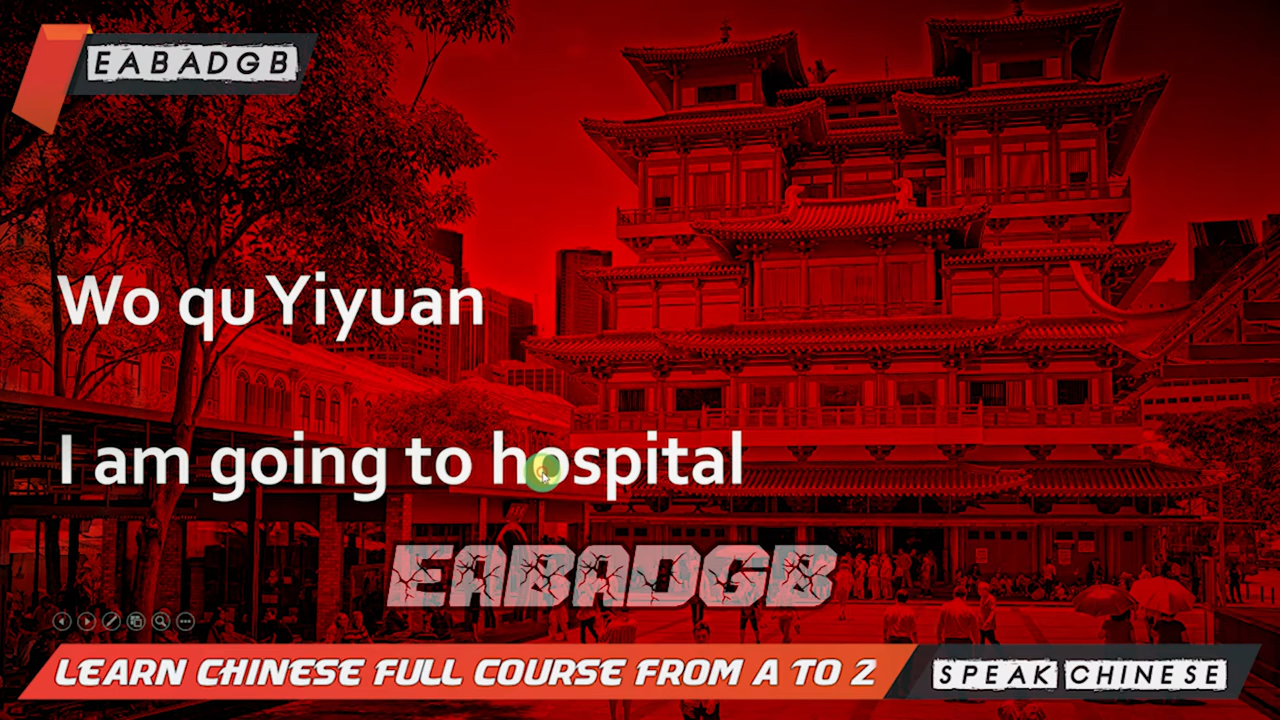 EABADGB
Wo qu Yiyuan
I am going to hospital
EABADGB
LEARN CHINESE FULL COURSE FROM A TO Z
SPEAK CHINESE